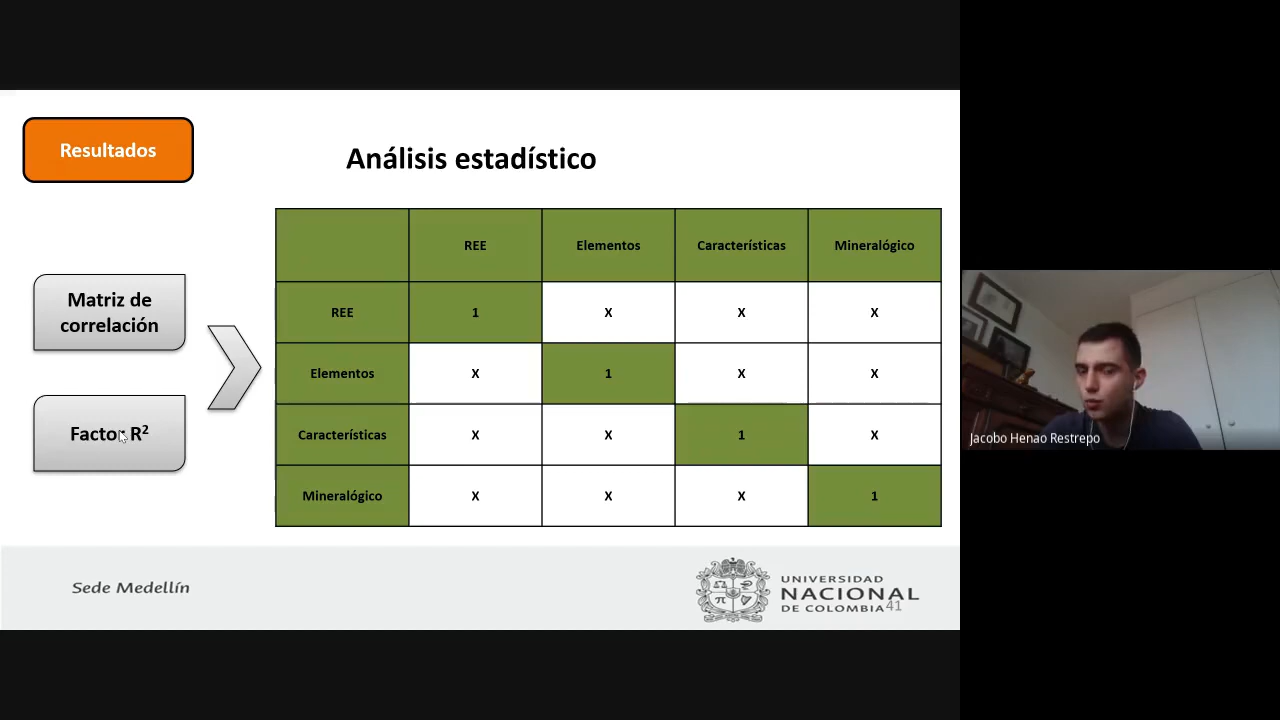 Resultados
Análisis estadístico
Matriz de
correlación
Factor R²
REE Elementos Características Mineralógico
REE 1 X X X
Elementos X 1 X X
Características X X 1 X
Mineralógico X X X 1
Sede Medellín
UNIVERSIDAD
NACIONAL
DE COLOMBIA
41
Jacobo Henao Restrepo